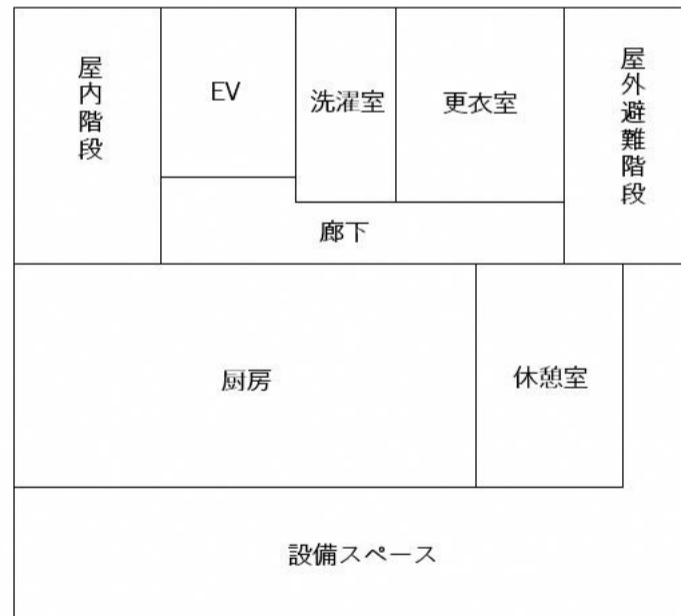 屋内階段
EV
洗濯室
更衣室
屋外避難階段
廊下
厨房
休憩室
設備スペース